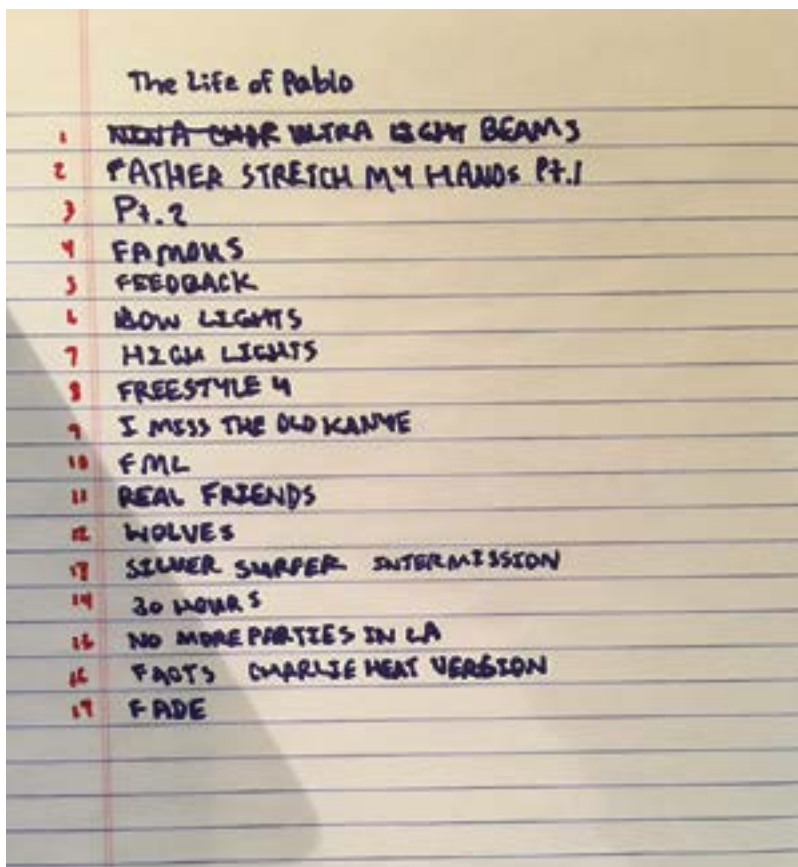 The Life of Pablo
1 ULTRA LIGHT BEAMS
2 FATHER STRETCH MY HANDS Pt.1
3 Pt.2
4 FAMOUS
5 FEEDBACK
6 LOW LIGHTS
7 HIGH LIGHTS
8 FREESTYLE 4
9 I MISS THE OLD KANYE
10 FML
11 REAL FRIENDS
12 WOLVES
13 SILVER SURFER INTERMISSION
14 30 HOURS
15 NO MORE PARTIES IN LA
16 FACTS CHARLIE HEAT VERSION
17 FADE